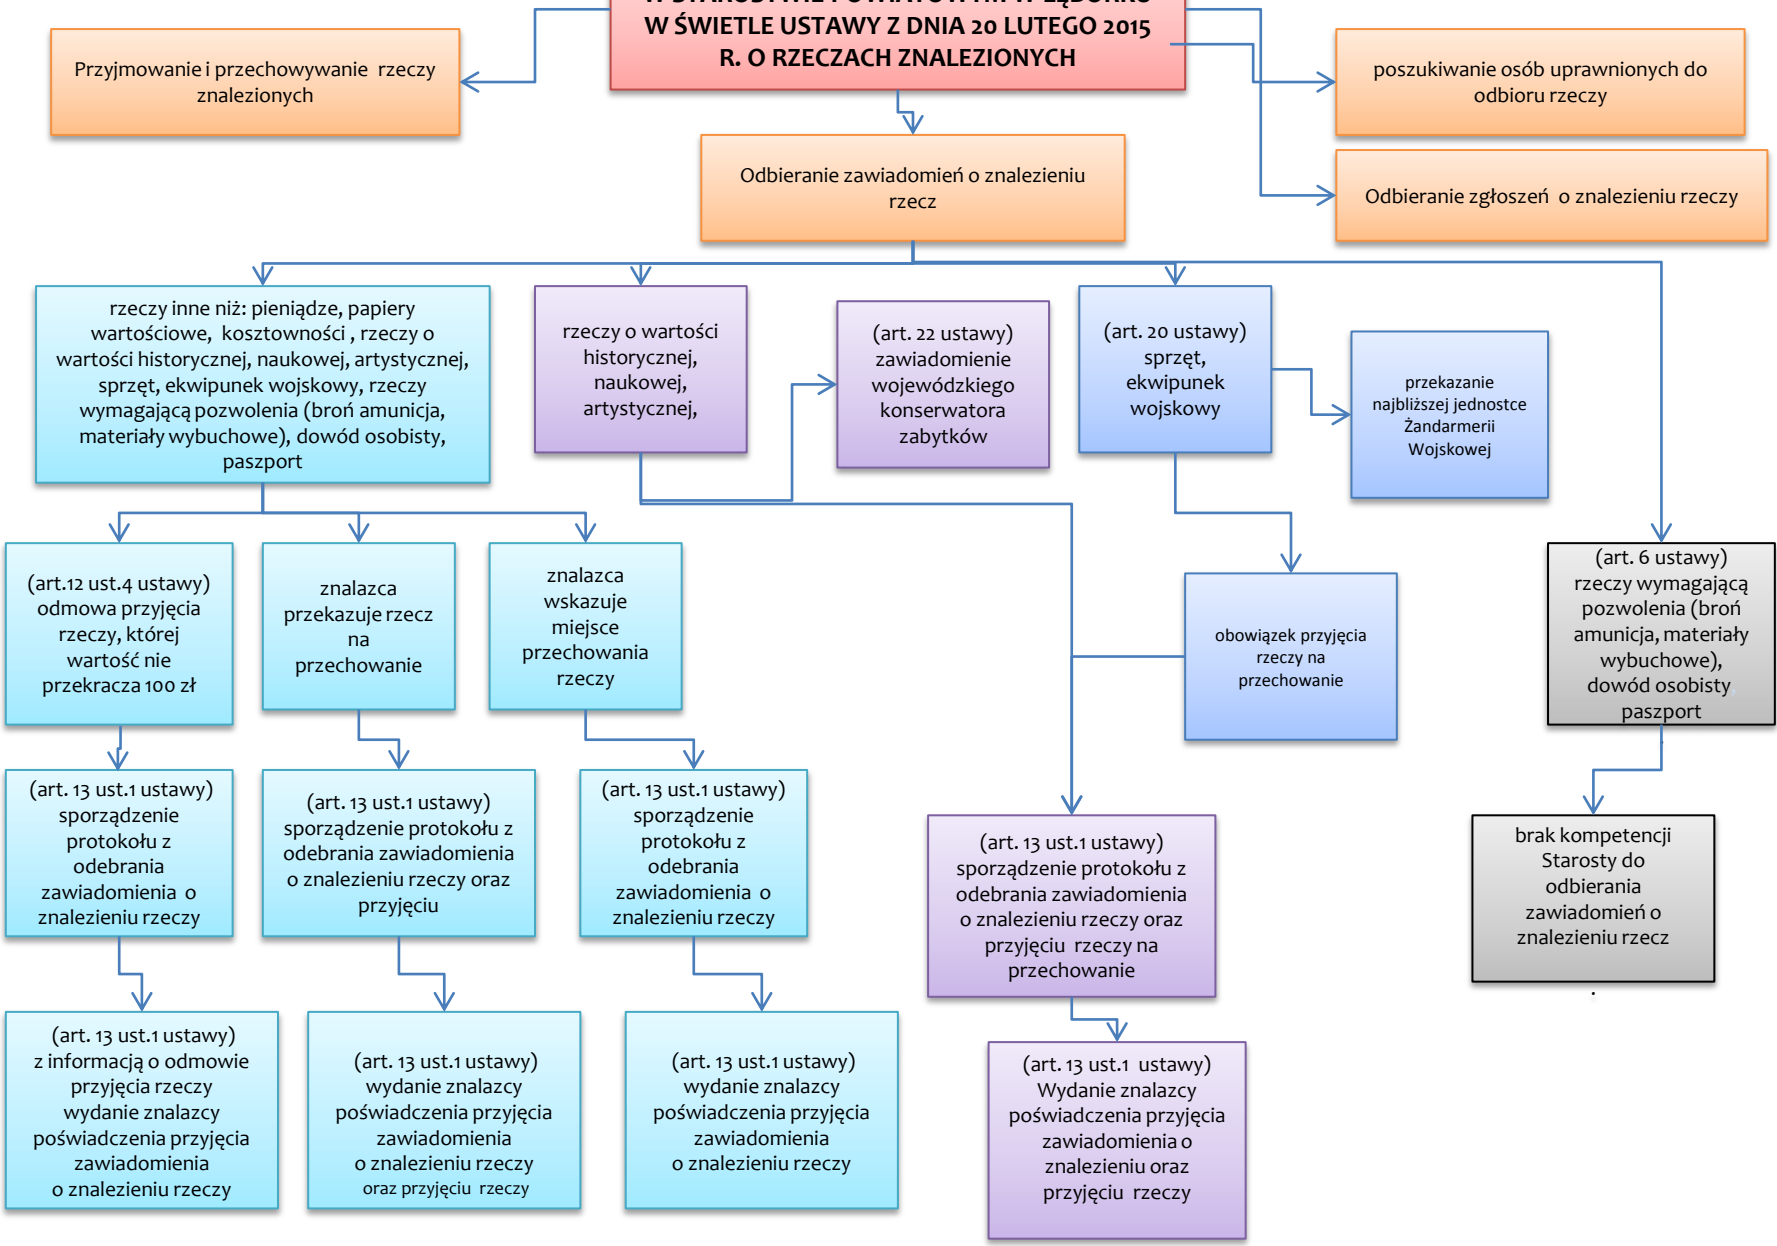 W ŚWIETLE USTAWY Z DNIA 20 LUTEGO 2015
R. O RZECZACH ZNALEZIONYCH
Przyjmowanie i przechowywanie rzeczy
znalezionych
poszukiwanie osób uprawnionych do
odbioru rzeczy
Odbieranie zawiadomień o znalezieniu
rzecz
Odbieranie zgłoszeń o znalezieniu rzeczy
rzeczy inne niż: pieniądze, papiery
wartościowe, kosztowności , rzeczy o
wartości historycznej, naukowej, artystycznej,
sprzęt, ekwipunek wojskowy, rzeczy
wymagającą pozwolenia (broń amunicja,
materiały wybuchowe), dowód osobisty,
paszport
rzeczy o wartości
historycznej,
naukowej,
artystycznej,
(art. 22 ustawy)
zawiadomienie
wojewódzkiego
konserwatora
zabytków
(art. 20 ustawy)
sprzęt,
ekwipunek
wojskowy
przekazanie
najbliższej jednostce
Żandarmerii
Wojskowej
(art.12 ust.4 ustawy)
odmowa przyjęcia
rzeczy, której
wartość nie
przekracza 100 zł
znalazca
przekazuje rzecz
na
przechowanie
znalazca
wskazuje
miejsce
przechowania
rzeczy
obowiązek przyjęcia
rzeczy na
przechowanie
(art. 6 ustawy)
rzeczy wymagającą
pozwolenia (broń
amunicja, materiały
wybuchowe),
dowód osobisty
paszport
(art. 13 ust.1 ustawy)
sporządzenie
protokołu z
odebrania
zawiadomienia o
znalezieniu rzeczy
(art. 13 ust.1 ustawy)
sporządzenie protokołu z
odebrania zawiadomienia
o znalezieniu rzeczy oraz
przyjęciu
(art. 13 ust.1 ustawy)
sporządzenie
protokołu z
odebrania
zawiadomienia o
znalezieniu rzeczy
(art. 13 ust.1 ustawy)
sporządzenie protokołu z
odebrania zawiadomienia
o znalezieniu rzeczy oraz
przyjęciu rzeczy na
przechowanie
brak kompetencji
Starosty do
odbierania
zawiadomień o
znalezieniu rzecz
.
(art. 13 ust.1 ustawy)
z informacją o odmowie
przyjęcia rzeczy
wydanie znalazcy
poświadczenia przyjęcia
zawiadomienia
o znalezieniu rzeczy
(art. 13 ust.1 ustawy)
wydanie znalazcy
poświadczenia przyjęcia
zawiadomienia
o znalezieniu rzeczy
oraz przyjęciu rzeczy
(art. 13 ust.1 ustawy)
wydanie znalazcy
poświadczenia przyjęcia
zawiadomienia
o znalezieniu rzeczy
(art. 13 ust.1 ustawy)
Wydanie znalazcy
poświadczenia przyjęcia
zawiadomienia o
znalezieniu oraz
przyjęciu rzeczy